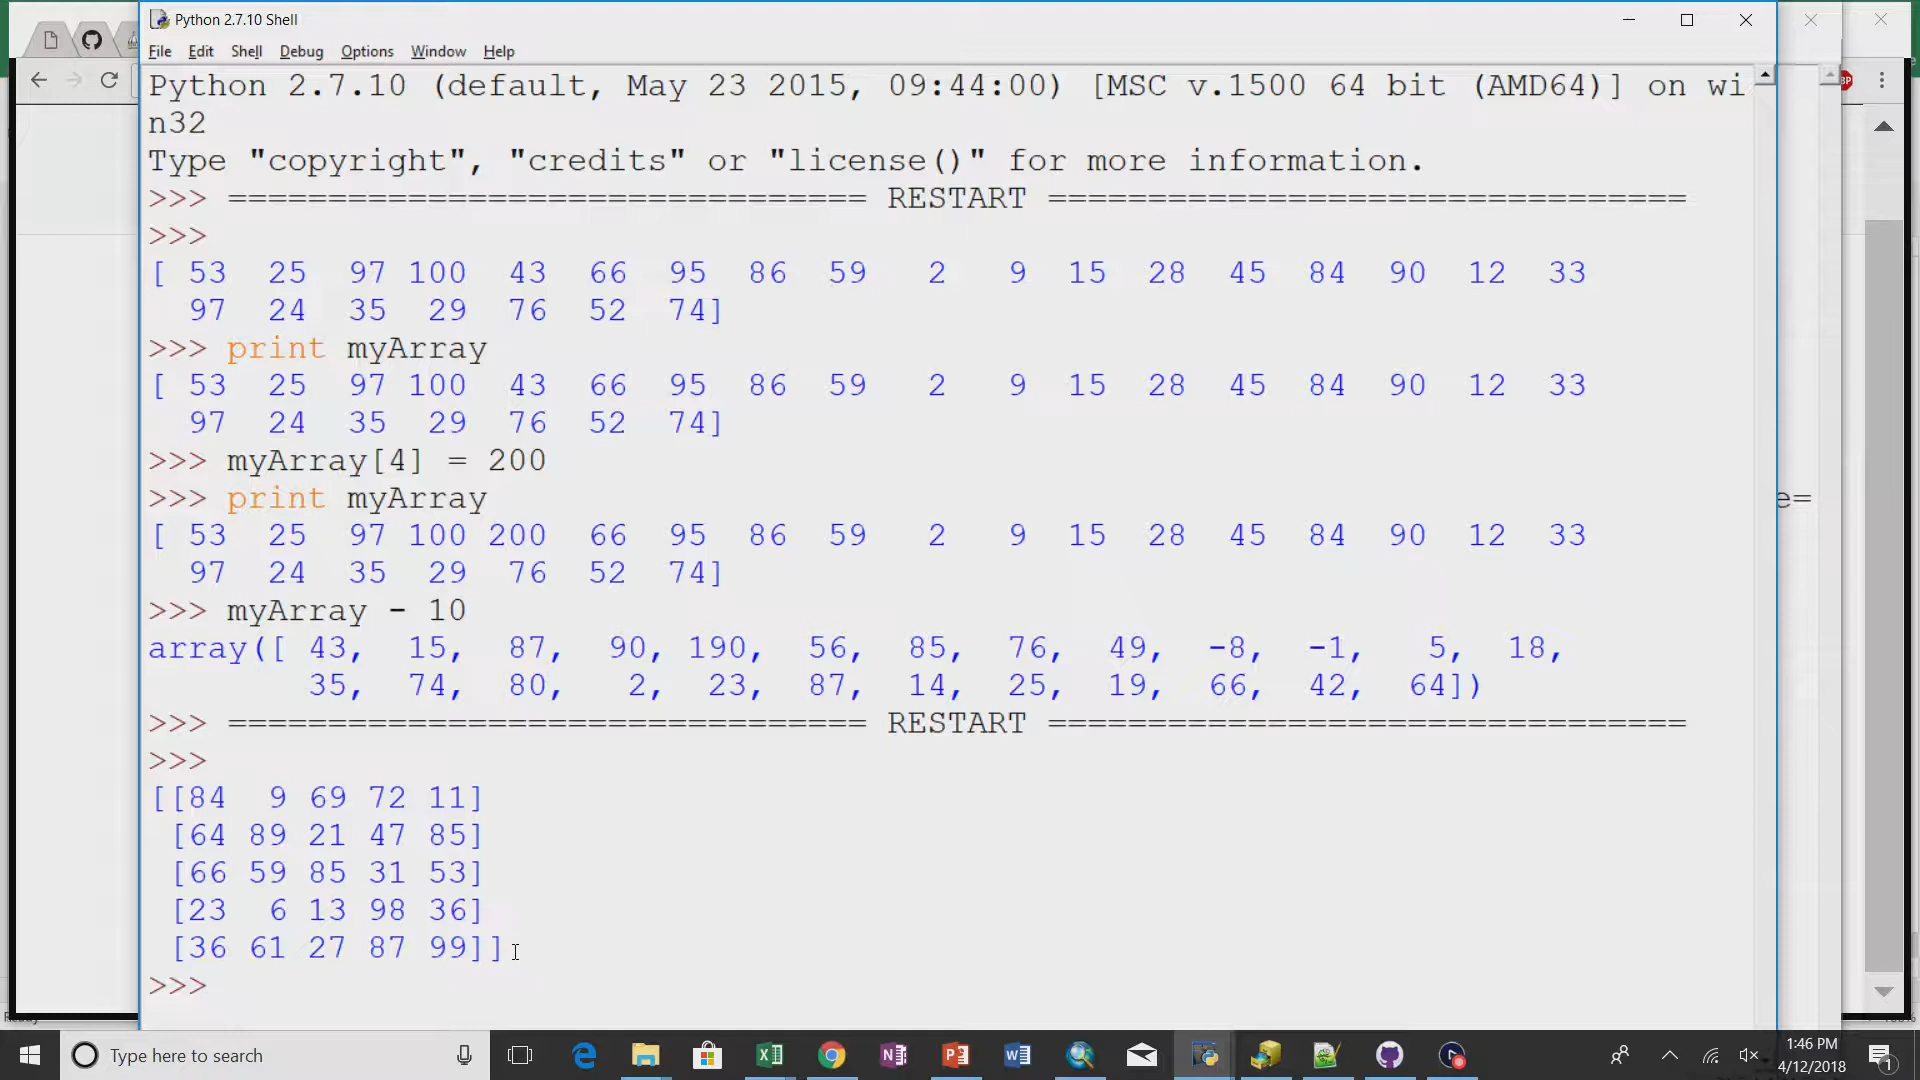 Python 2.7.10 Shell
File Edit Shell Debug Options Window Help
Python 2.7.10 (default, May 23 2015, 09:44:00) [MSC v.1500 64 bit (AMD64)] on wi
n32
Type "copyright", "credits" or "license()" for more information.
>>> ================================ RESTART ================================
>>>
[ 53  25  97 100  43  66  95  86  59   2   9  15  28  45  84  90  12  33
  97  24  35  29  76  52  74]
>>> print myArray
[ 53  25  97 100  43  66  95  86  59   2   9  15  28  45  84  90  12  33
  97  24  35  29  76  52  74]
>>> myArray[4] = 200
>>> print myArray
[ 53  25  97 100 200  66  95  86  59   2   9  15  28  45  84  90  12  33
  97  24  35  29  76  52  74]
>>> myArray - 10
array([ 43,  15,  87,  90, 190,  56,  85,  76,  49,  -8,  -1,   5,  18,
        35,  74,  80,   2,  23,  87,  14,  25,  19,  66,  42,  64])
>>> ================================ RESTART ================================
>>>
[[84  9 69 72 11]
 [64 89 21 47 85]
 [66 59 85 31 53]
 [23  6 13 98 36]
 [36 61 27 87 99]]
>>>
e=
Type here to search
1:46 PM
4/12/2018
1